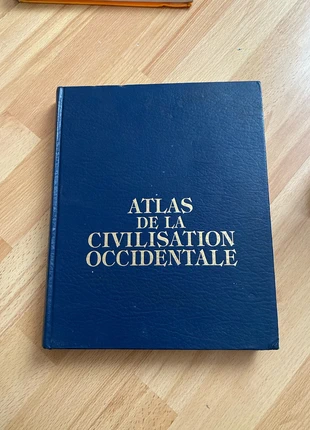 ATLAS
DE LA
CIVILISATION
OCCIDENTALE